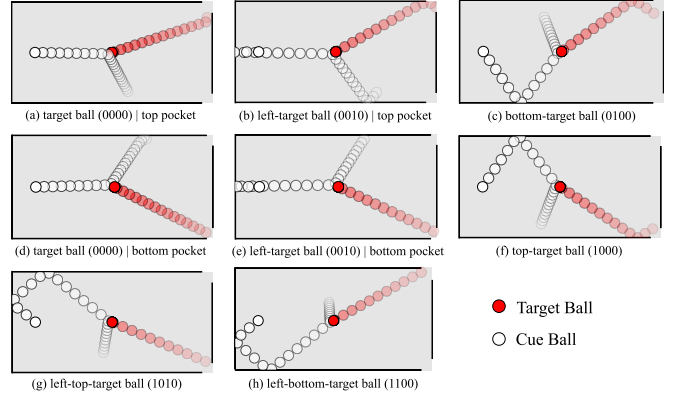 (a) target ball (0000) | top pocket
(b) left-target ball (0010) | top pocket
(c) bottom-target ball (0100)
(d) target ball (0000) | bottom pocket
(e) left-target ball (0010) | bottom pocket
(f) top-target ball (1000)
Target Ball
Cue Ball
(g) left-top-target ball (1010)
(h) left-bottom-target ball (1100)